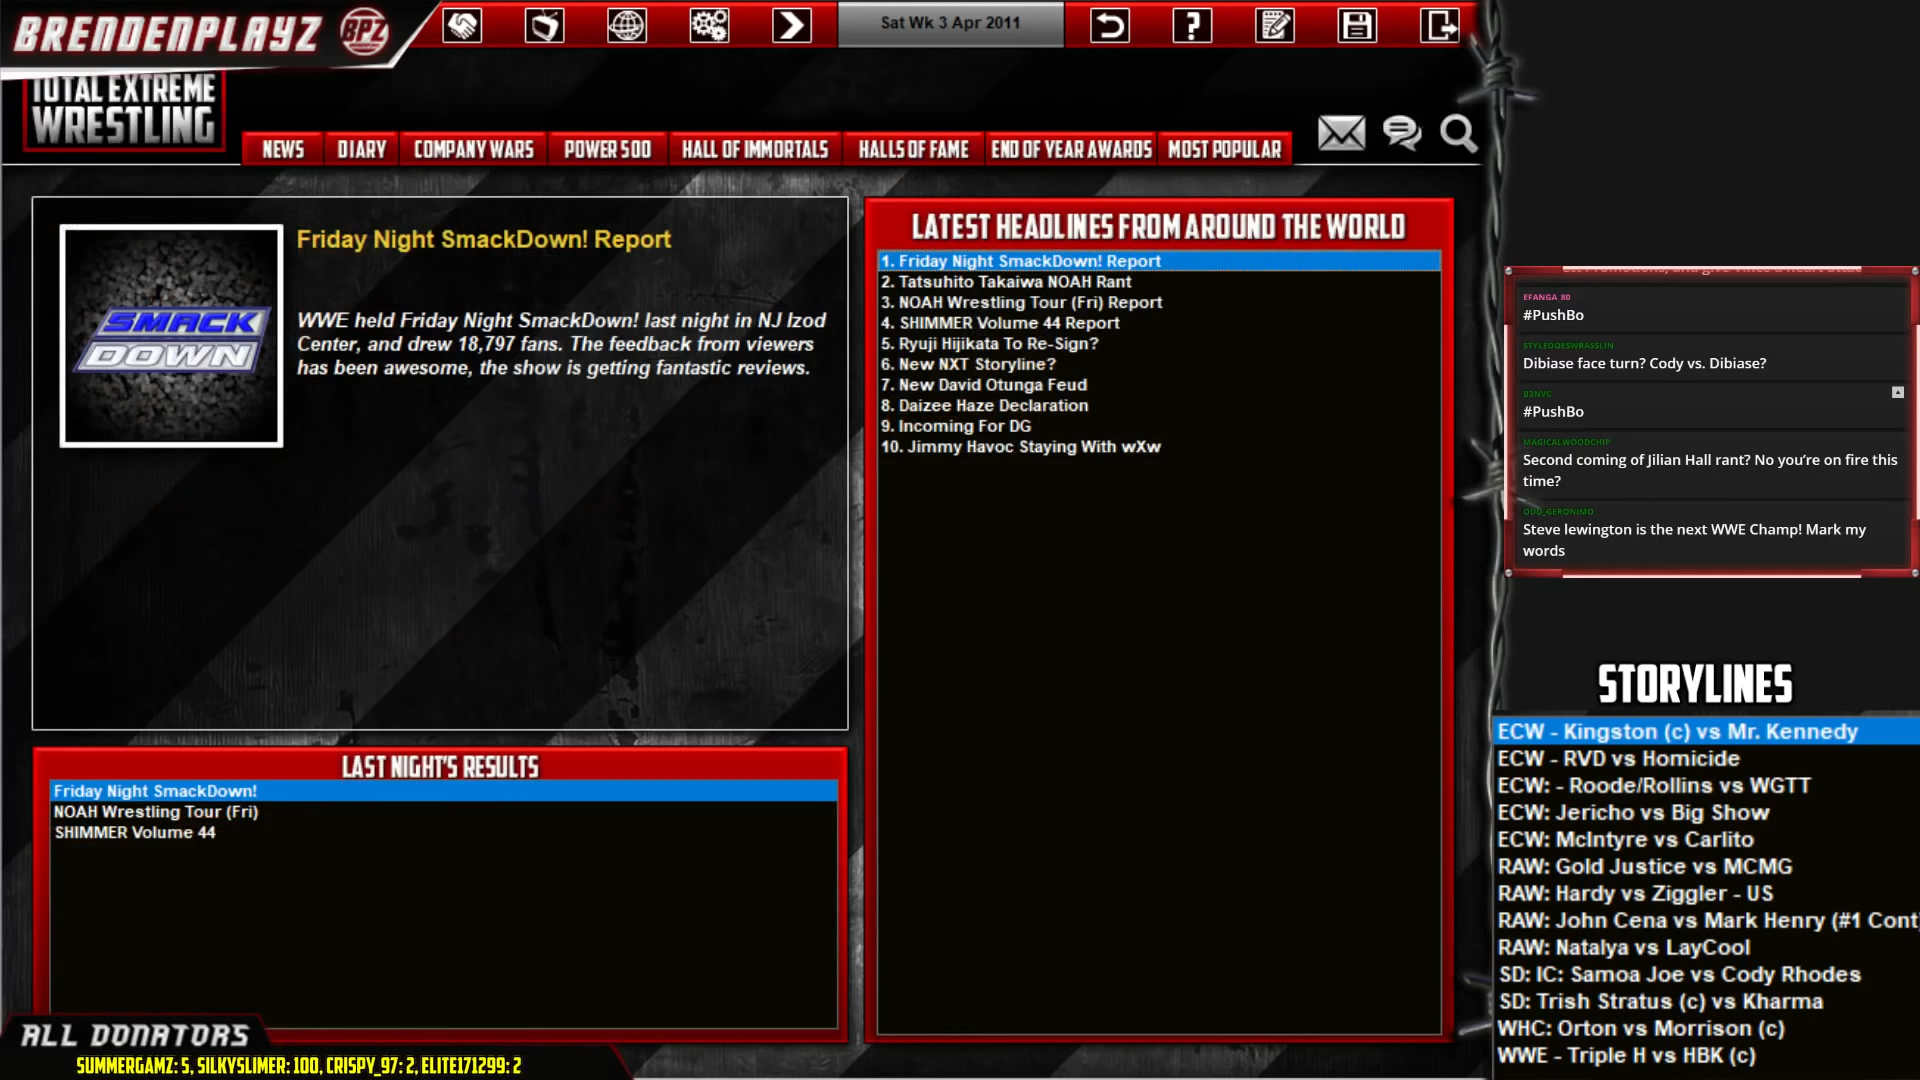 BRENDENPLAYZ
BPZ
Sat Wk 3 Apr 2011
TOTAL EXTREME
WRESTLING
NEWS
DIARY
COMPANY WARS
POWER 500
HALL OF IMMORTALS
HALLS OF FAME
END OF YEAR AWARDS
MOST POPULAR
SMACK
DOWN
Friday Night SmackDown! Report
WWE held Friday Night SmackDown! last night in NJ Izod
Center, and drew 18,797 fans. The feedback from viewers
has been awesome, the show is getting fantastic reviews.
LATEST HEADLINES FROM AROUND THE WORLD
1. Friday Night SmackDown! Report
2. Tatsuhito Takaiwa NOAH Rant
3. NOAH Wrestling Tour (Fri) Report
4. SHIMMER Volume 44 Report
5. Ryuji Hijikata To Re-Sign?
6. New NXT Storyline?
7. New David Otunga Feud
8. Daizee Haze Declaration
9. Incoming For DG
10. Jimmy Havoc Staying With wXw
LAST NIGHT'S RESULTS
Friday Night SmackDown!
NOAH Wrestling Tour (Fri)
SHIMMER Volume 44
ALL DONATORS
SUMMERGAMZ: 5, SILKYSLIMER: 100, CRISPY_97: 2, ELITE171299: 2
EFANGA 80
#PushBo
STYLEDOESWRASSLIN
Dibiase face turn? Cody vs. Dibiase?
B3NVC
#PushBo
MAGICALWOODCHIP
Second coming of Jilian Hall rant? No you're on fire this
time?
ODD_GERONIMO
Steve lewington is the next WWE Champ! Mark my
words
STORYLINES
ECW - Kingston (c) vs Mr. Kennedy
ECW - RVD vs Homicide
ECW: - Roode/Rollins vs WGTT
ECW: Jericho vs Big Show
ECW: McIntyre vs Carlito
RAW: Gold Justice vs MCMG
RAW: Hardy vs Ziggler - US
RAW: John Cena vs Mark Henry (#1 Cont
RAW: Natalya vs LayCool
SD: IC: Samoa Joe vs Cody Rhodes
SD: Trish Stratus (c) vs Kharma
WHC: Orton vs Morrison (c)
WWE - Triple H vs HBK (c)